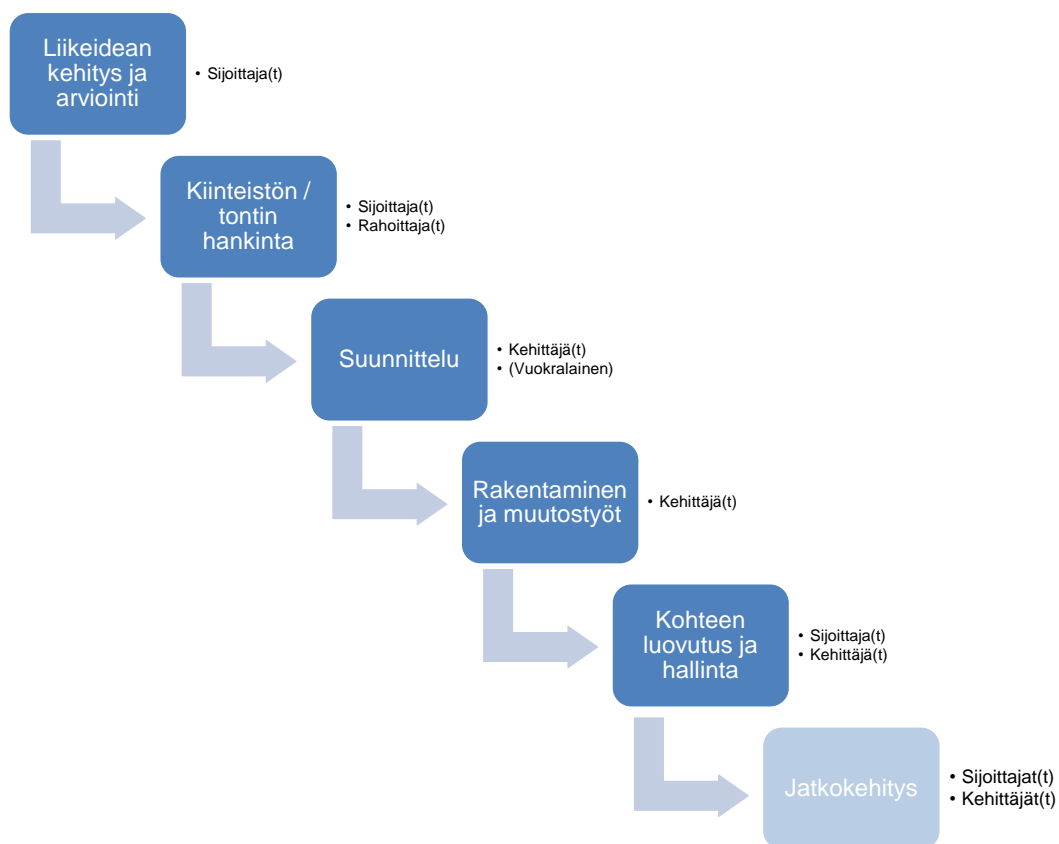 Liikeidean
kehitys ja
arviointi
• Sijoittaja(t)
Kiinteistön /
tontin
hankinta
• Sijoittaja(t)
• Rahoittaja(t)
Suunnittelu
• Kehittäjä(t)
• (Vuokralainen)
Rakentaminen
ja muutostyöt
• Kehittäjä(t)
Kohteen
luovutus ja
hallinta
• Sijoittaja(t)
• Kehittäjä(t)
Jatkokehitys
• Sijoittajat(t)
• Kehittäjät(t)